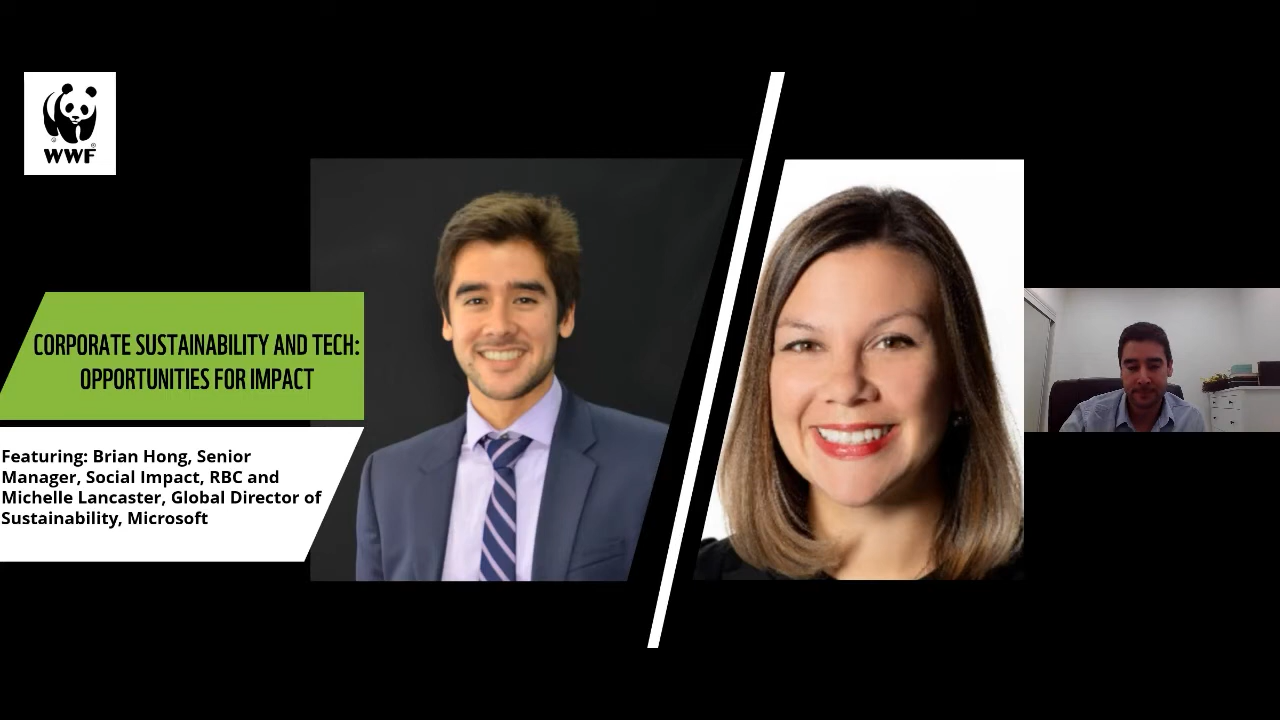 WWF
CORPORATE SUSTAINABILITY AND TECH:
OPPORTUNITIES FOR IMPACT
Featuring: Brian Hong, Senior
Manager, Social Impact, RBC and
Michelle Lancaster, Global Director of
Sustainability, Microsoft